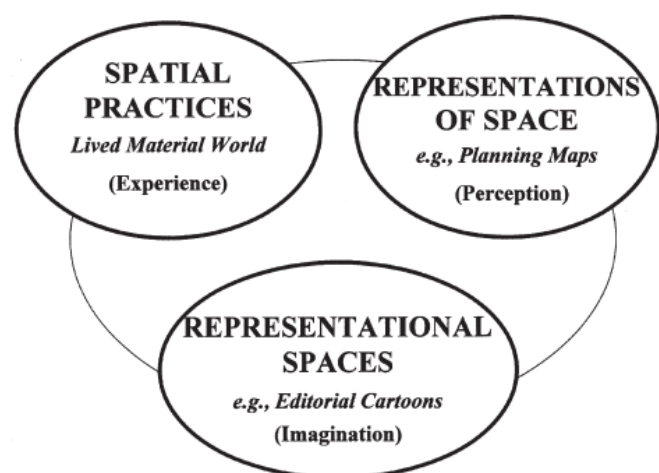 SPATIAL
PRACTICES
Lived Material World
(Experience)
REPRESENTATIONS
OF SPACE
e.g., Planning Maps
(Perception)
REPRESENTATIONAL
SPACES
e.g., Editorial Cartoons
(Imagination)